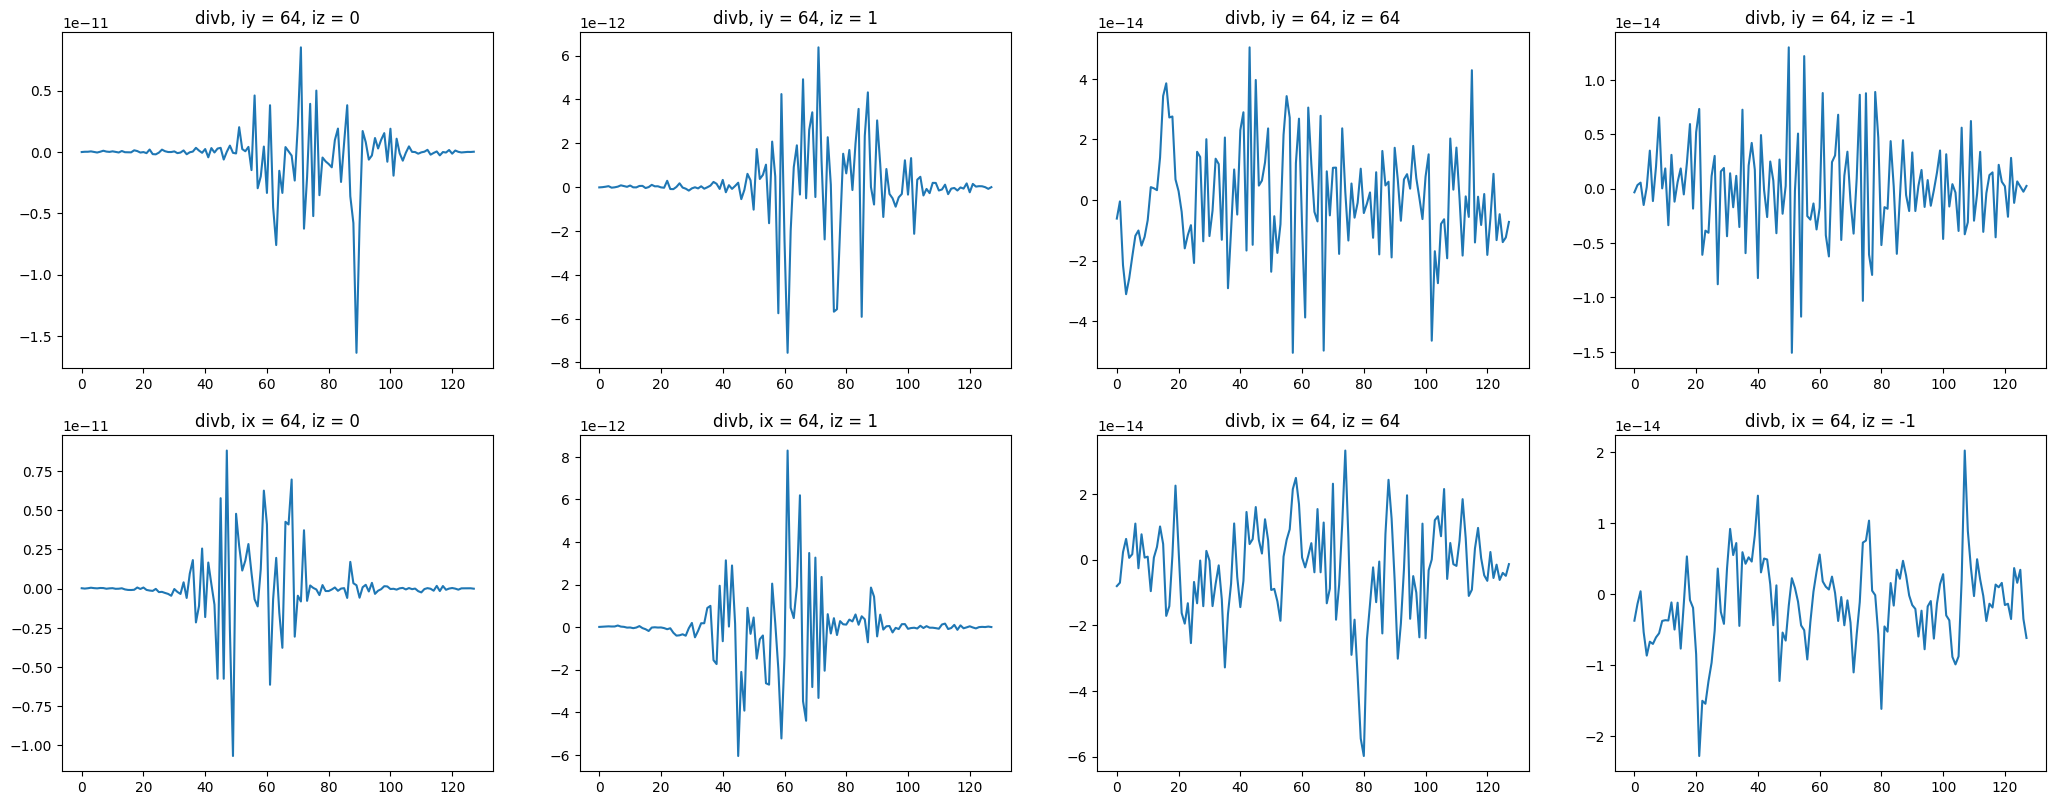 divb, iy = 64, iz = 0
1e−11
0.5
0.0
−0.5
−1.0
−1.5
0 20 40 60 80 100 120
divb, iy = 64, iz = 1
1e−12
6
4
2
0
−2
−4
−6
−8
0 20 40 60 80 100 120
divb, iy = 64, iz = 64
1e−14
4
2
0
−2
−4
0 20 40 60 80 100 120
divb, iy = 64, iz = -1
1e−14
1.0
0.5
0.0
−0.5
−1.0
−1.5
0 20 40 60 80 100 120
divb, ix = 64, iz = 0
1e−11
0.75
0.50
0.25
0.00
−0.25
−0.50
−0.75
−1.00
0 20 40 60 80 100 120
divb, ix = 64, iz = 1
1e−12
8
6
4
2
0
−2
−4
−6
0 20 40 60 80 100 120
divb, ix = 64, iz = 64
1e−14
2
0
−2
−4
−6
0 20 40 60 80 100 120
divb, ix = 64, iz = -1
1e−14
2
1
0
−1
−2
0 20 40 60 80 100 120